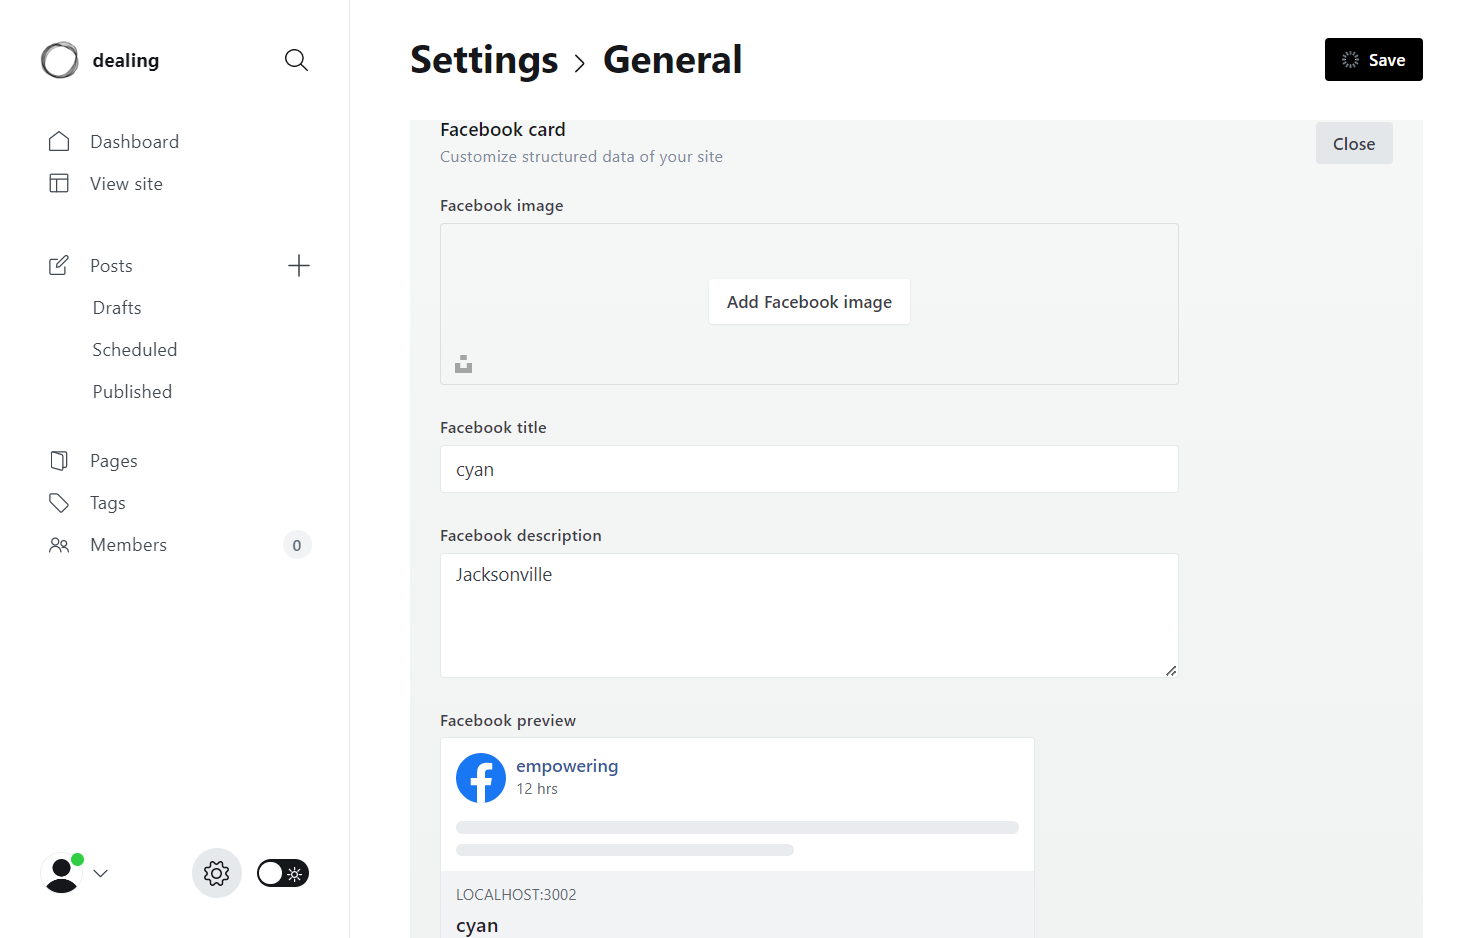 dealing
Dashboard
View site
Posts
Drafts
Scheduled
Published
Pages
Tags
Members
0
Settings
General
Save
Facebook card
Customize structured data of your site
Close
Facebook image
Add Facebook image
Facebook title
cyan
Facebook description
Jacksonville
Facebook preview
empowering
12 hrs
LOCALHOST:3002
cyan